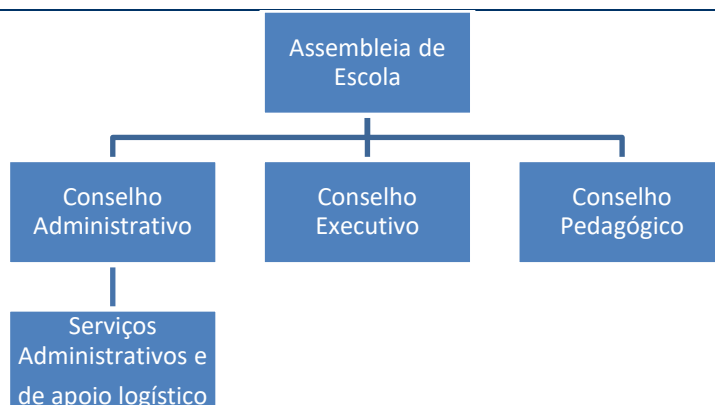 Assembleia de
Escola
Conselho
Administrativo
Conselho
Executivo
Conselho
Pedagógico
Serviços
Administrativos e
de apoio logístico